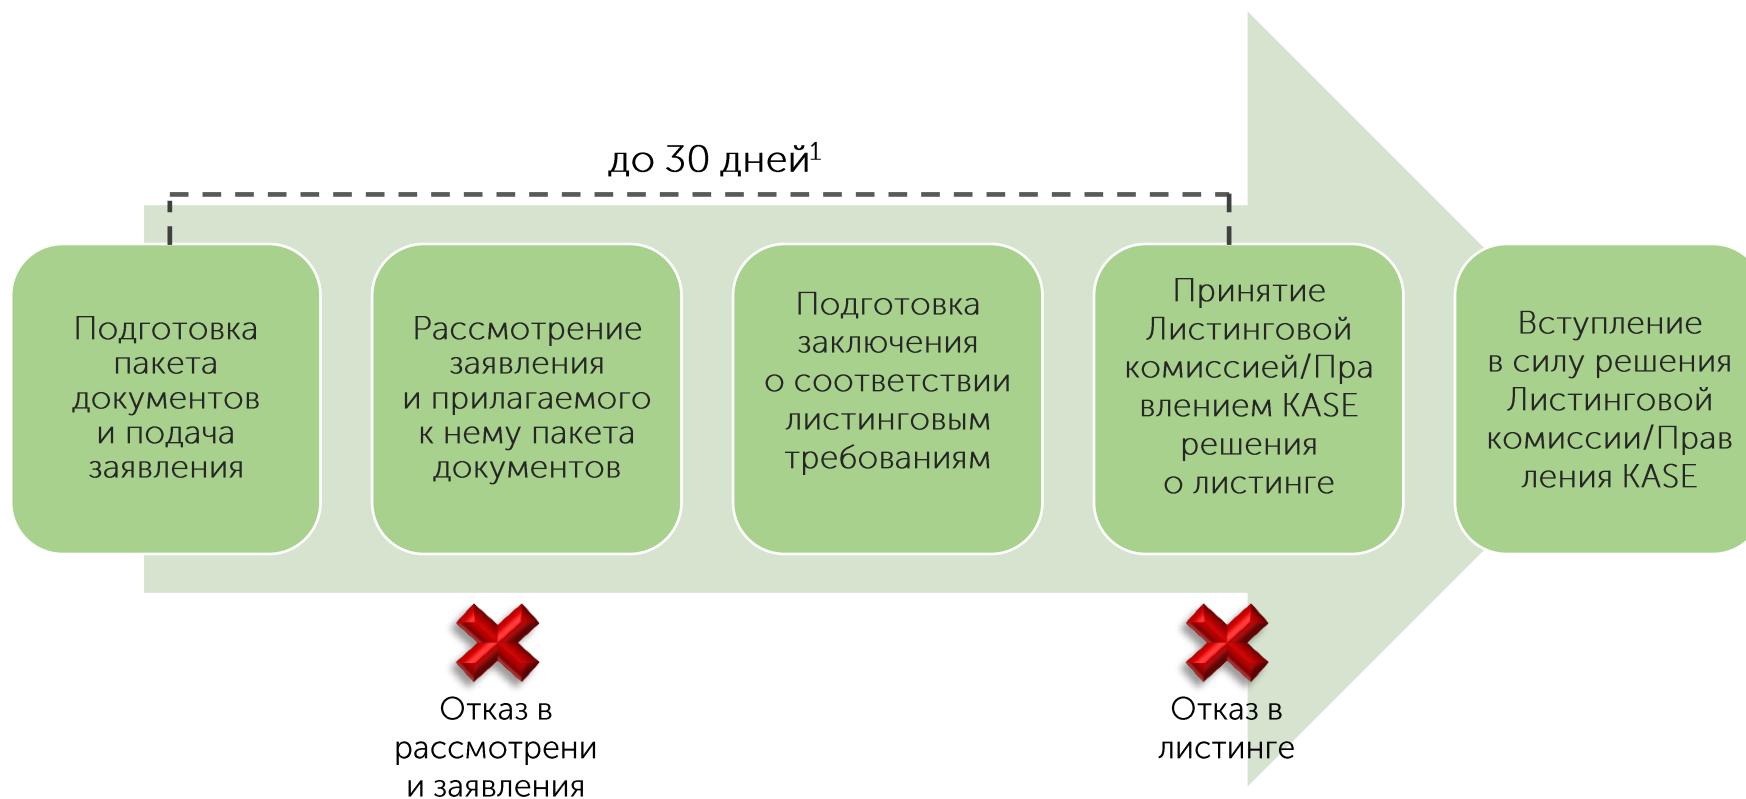 до 30 дней¹
Подготовка
пакета
документов
и подача
заявления
Рассмотрение
заявления
и прилагаемого
к нему пакета
документов
Подготовка
заключения
о соответствии
листинговым
требованиям
Принятие
Листинговой
комиссией/Пра
влением KASE
решения
о листинге
Вступление
в силу решения
Листинговой
комиссии/Прав
ления KASE
Отказ в
рассмотрени
и заявления
Отказ в
листинге